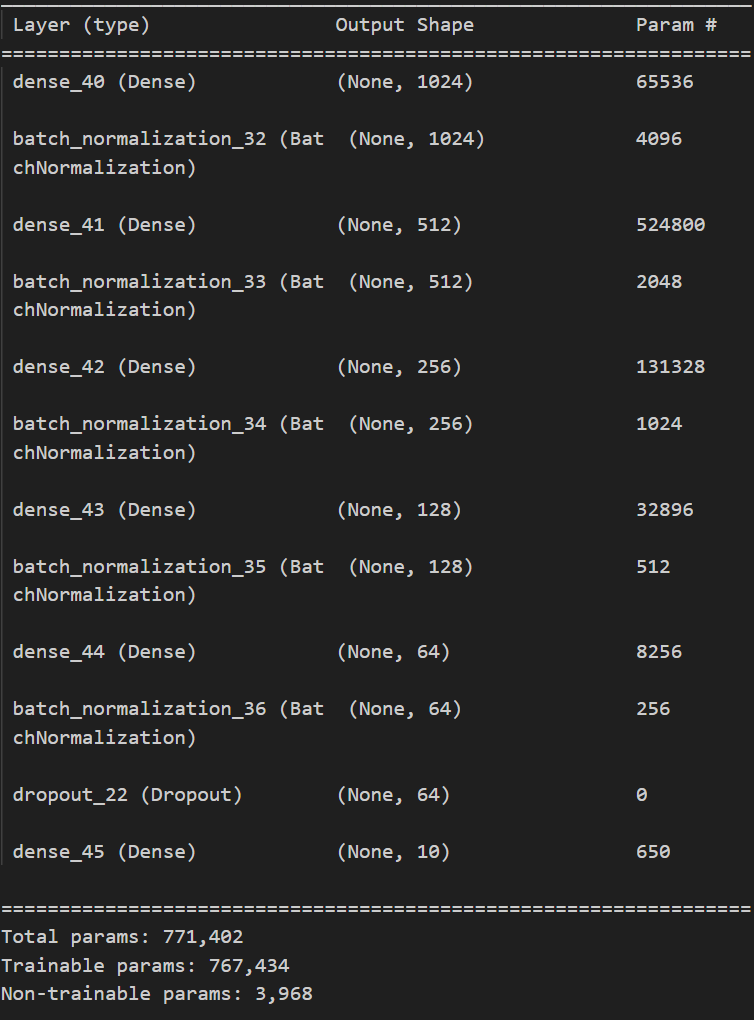 Layer (type)                Output Shape              Param #
=================================================================
dense_40 (Dense)            (None, 1024)              65536
batch_normalization_32 (Bat  (None, 1024)             4096
chNormalization)
dense_41 (Dense)            (None, 512)               524800
batch_normalization_33 (Bat  (None, 512)              2048
chNormalization)
dense_42 (Dense)            (None, 256)               131328
batch_normalization_34 (Bat  (None, 256)              1024
chNormalization)
dense_43 (Dense)            (None, 128)               32896
batch_normalization_35 (Bat  (None, 128)              512
chNormalization)
dense_44 (Dense)            (None, 64)                8256
batch_normalization_36 (Bat  (None, 64)               256
chNormalization)
dropout_22 (Dropout)        (None, 64)                0
dense_45 (Dense)            (None, 10)                650
=================================================================
Total params: 771,402
Trainable params: 767,434
Non-trainable params: 3,968